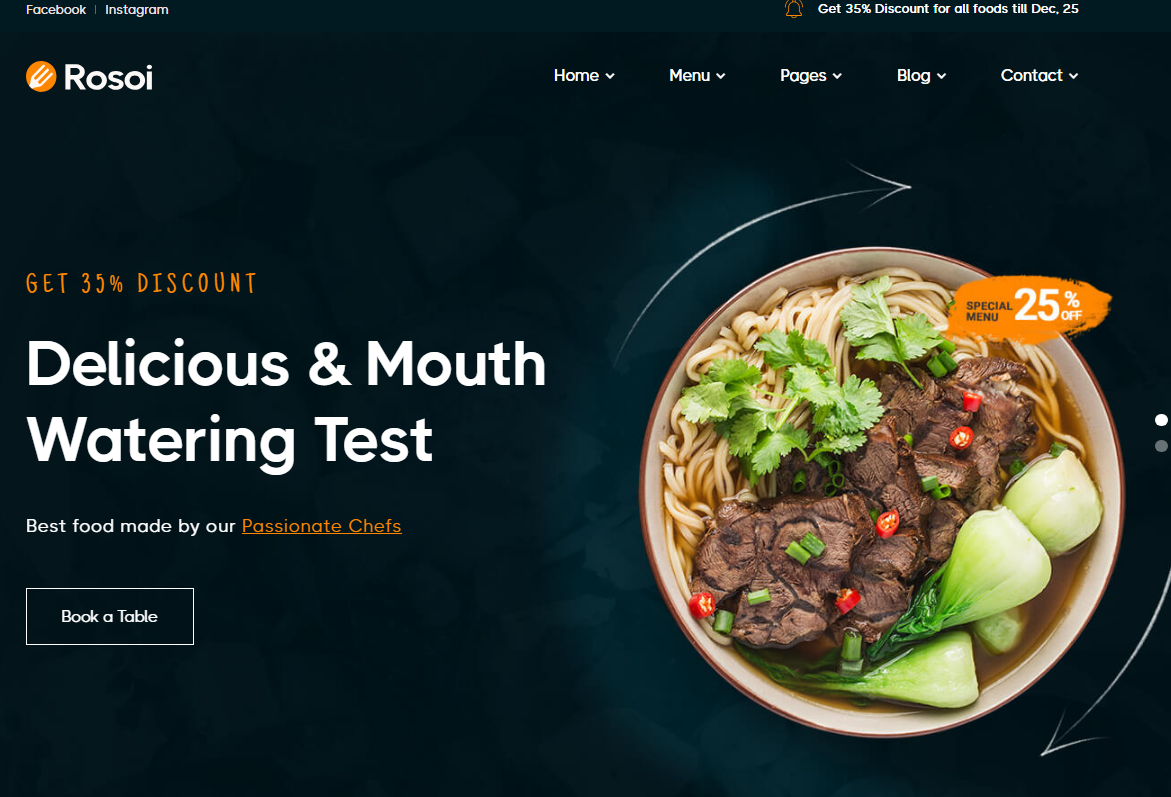 Facebook | Instagram
Get 35% Discount for all foods till Dec, 25
Rosoi
Home
Menu
Pages
Blog
Contact
GET 35% DISCOUNT
Delicious & Mouth
Watering Test
Best food made by our Passionate Chefs
Book a Table
SPECIAL
MENU
25%
OFF